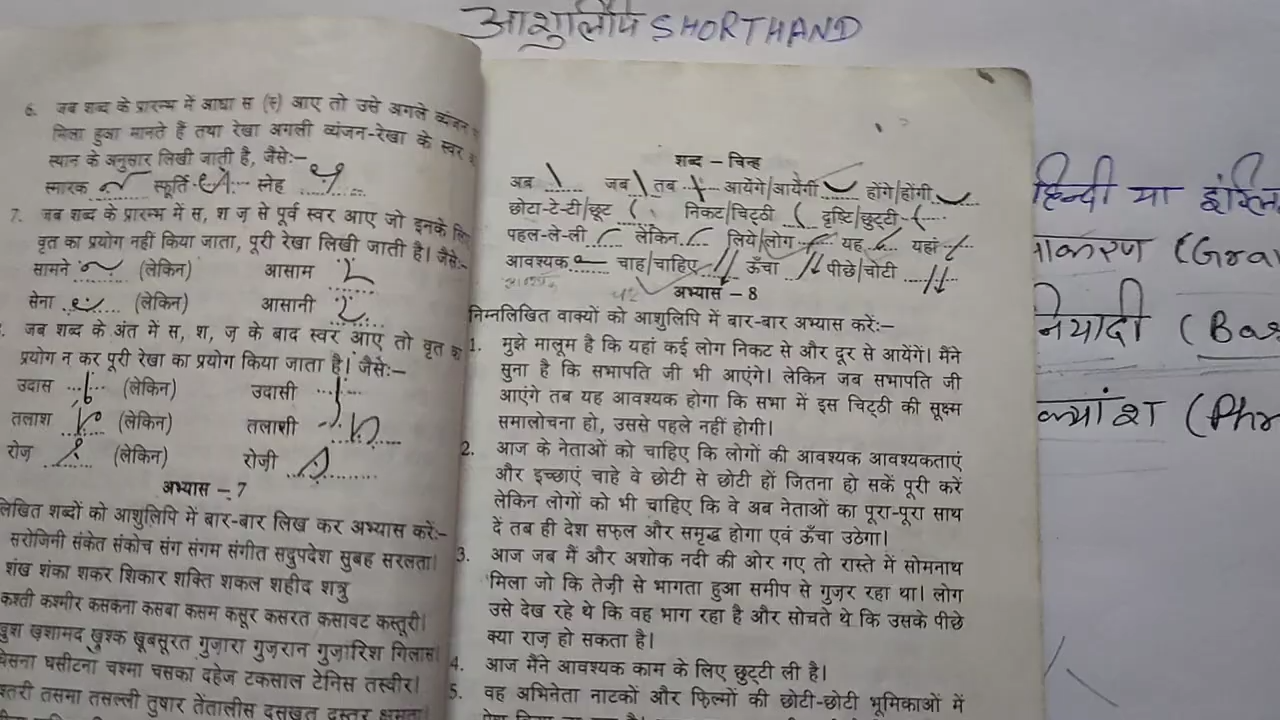 आशुलिपि SHORTHAND
6. जब शब्द के प्रारम्भ में आधा स (स्) आए तो उसे अगले व्यंजन
मिला हुआ मानते हैं तथा रेखा अगली व्यंजन-रेखा के स्वर
स्थान के अनुसार लिखी जाती है, जैसे:–
स्मारक स्फूर्ति स्नेह
7. जब शब्द के प्रारम्भ में स, श ज़ से पूर्व स्वर आए जो इनके लिए
वृत का प्रयोग नहीं किया जाता, पूरी रेखा लिखी जाती है। जैसे:–
सामने (लेकिन) आसाम
सेना (लेकिन) आसानी
जब शब्द के अंत में स, श, ज़ के बाद स्वर आए तो वृत का
प्रयोग न कर पूरी रेखा का प्रयोग किया जाता है। जैसे:–
उदास (लेकिन) उदासी
तलाश (लेकिन) तलाशी
रोज़ (लेकिन) रोज़ी
अभ्यास – 7
लिखित शब्दों को आशुलिपि में बार-बार लिख कर अभ्यास करें:–
सरोजिनी संकेत संकोच संग संगम संगीत सदुपदेश सुबह सरलता।
शंख शंका शकर शिकार शक्ति शकल शहीद शत्रु
कश्ती कश्मीर कसकना कसबा कसम कसूर कसरत कसावट कस्तूरी।
खुश खुशामद खुश्क खूबसूरत गुज़ारा गुज़रान गुज़ारिश गिलास।
घिसना घसीटना चश्मा चसका दहेज टकसाल टेनिस तस्वीर।
तसमा तसल्ली तुषार तेंतालीस दसखत दस्तर क्षमता।
शब्द – चिन्ह
अब जब तब आयेंगे/आयेगी होंगे/होंगी
छोटा-टे-टी/छूट निकट/चिट्ठी दृष्टि/छुट्टी
पहल-ले-ली लेकिन लिये/लोग यह यहां
आवश्यक चाह/चाहिए ऊँचा पीछे/चोटी
अभ्यास – 8
निम्नलिखित वाक्यों को आशुलिपि में बार-बार अभ्यास करें:–
1. मुझे मालूम है कि यहां कई लोग निकट से और दूर से आयेंगें। मैंने
सुना है कि सभापति जी भी आएंगे। लेकिन जब सभापति जी
आएंगे तब यह आवश्यक होगा कि सभा में इस चिट्ठी की सूक्ष्म
समालोचना हो, उससे पहले नहीं होगी।
2. आज के नेताओं को चाहिए कि लोगों की आवश्यक आवश्यकताएं
और इच्छाएं चाहे वे छोटी से छोटी हों जितना हो सकें पूरी करें
लेकिन लोगों को भी चाहिए कि वे अब नेताओं का पूरा-पूरा साथ
दें तब ही देश सफ़ल और समृद्ध होगा एवं ऊँचा उठेगा।
3. आज जब मैं और अशोक नदी की ओर गए तो रास्ते में सोमनाथ
मिला जो कि तेज़ी से भागता हुआ समीप से गुज़र रहा था। लोग
उसे देख रहे थे कि वह भाग रहा है और सोचते थे कि उसके पीछे
क्या राज़ हो सकता है।
4. आज मैंने आवश्यक काम के लिए छुट्टी ली है।
5. वह अभिनेता नाटकों और फ़िल्मों की छोटी-छोटी भूमिकाओं में
हिन्दी या इंग्लि
ाकरण (Gra
नियादी (Bas
क्यांश (Phr